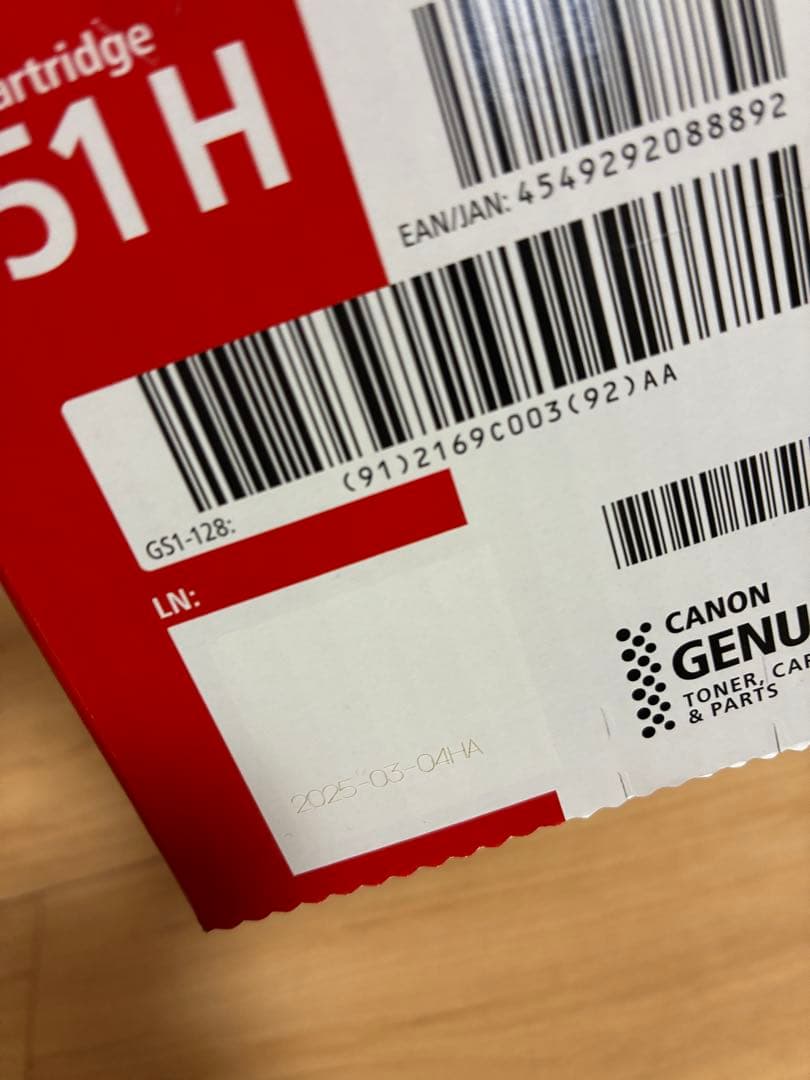 artridge
51 H
EAN/JAN: 4549292088892
(91)2169C003(92)AA
GS1-128:
LN:
2025-03-04HA
CANON
GENU
TONER, CAR
& PARTS